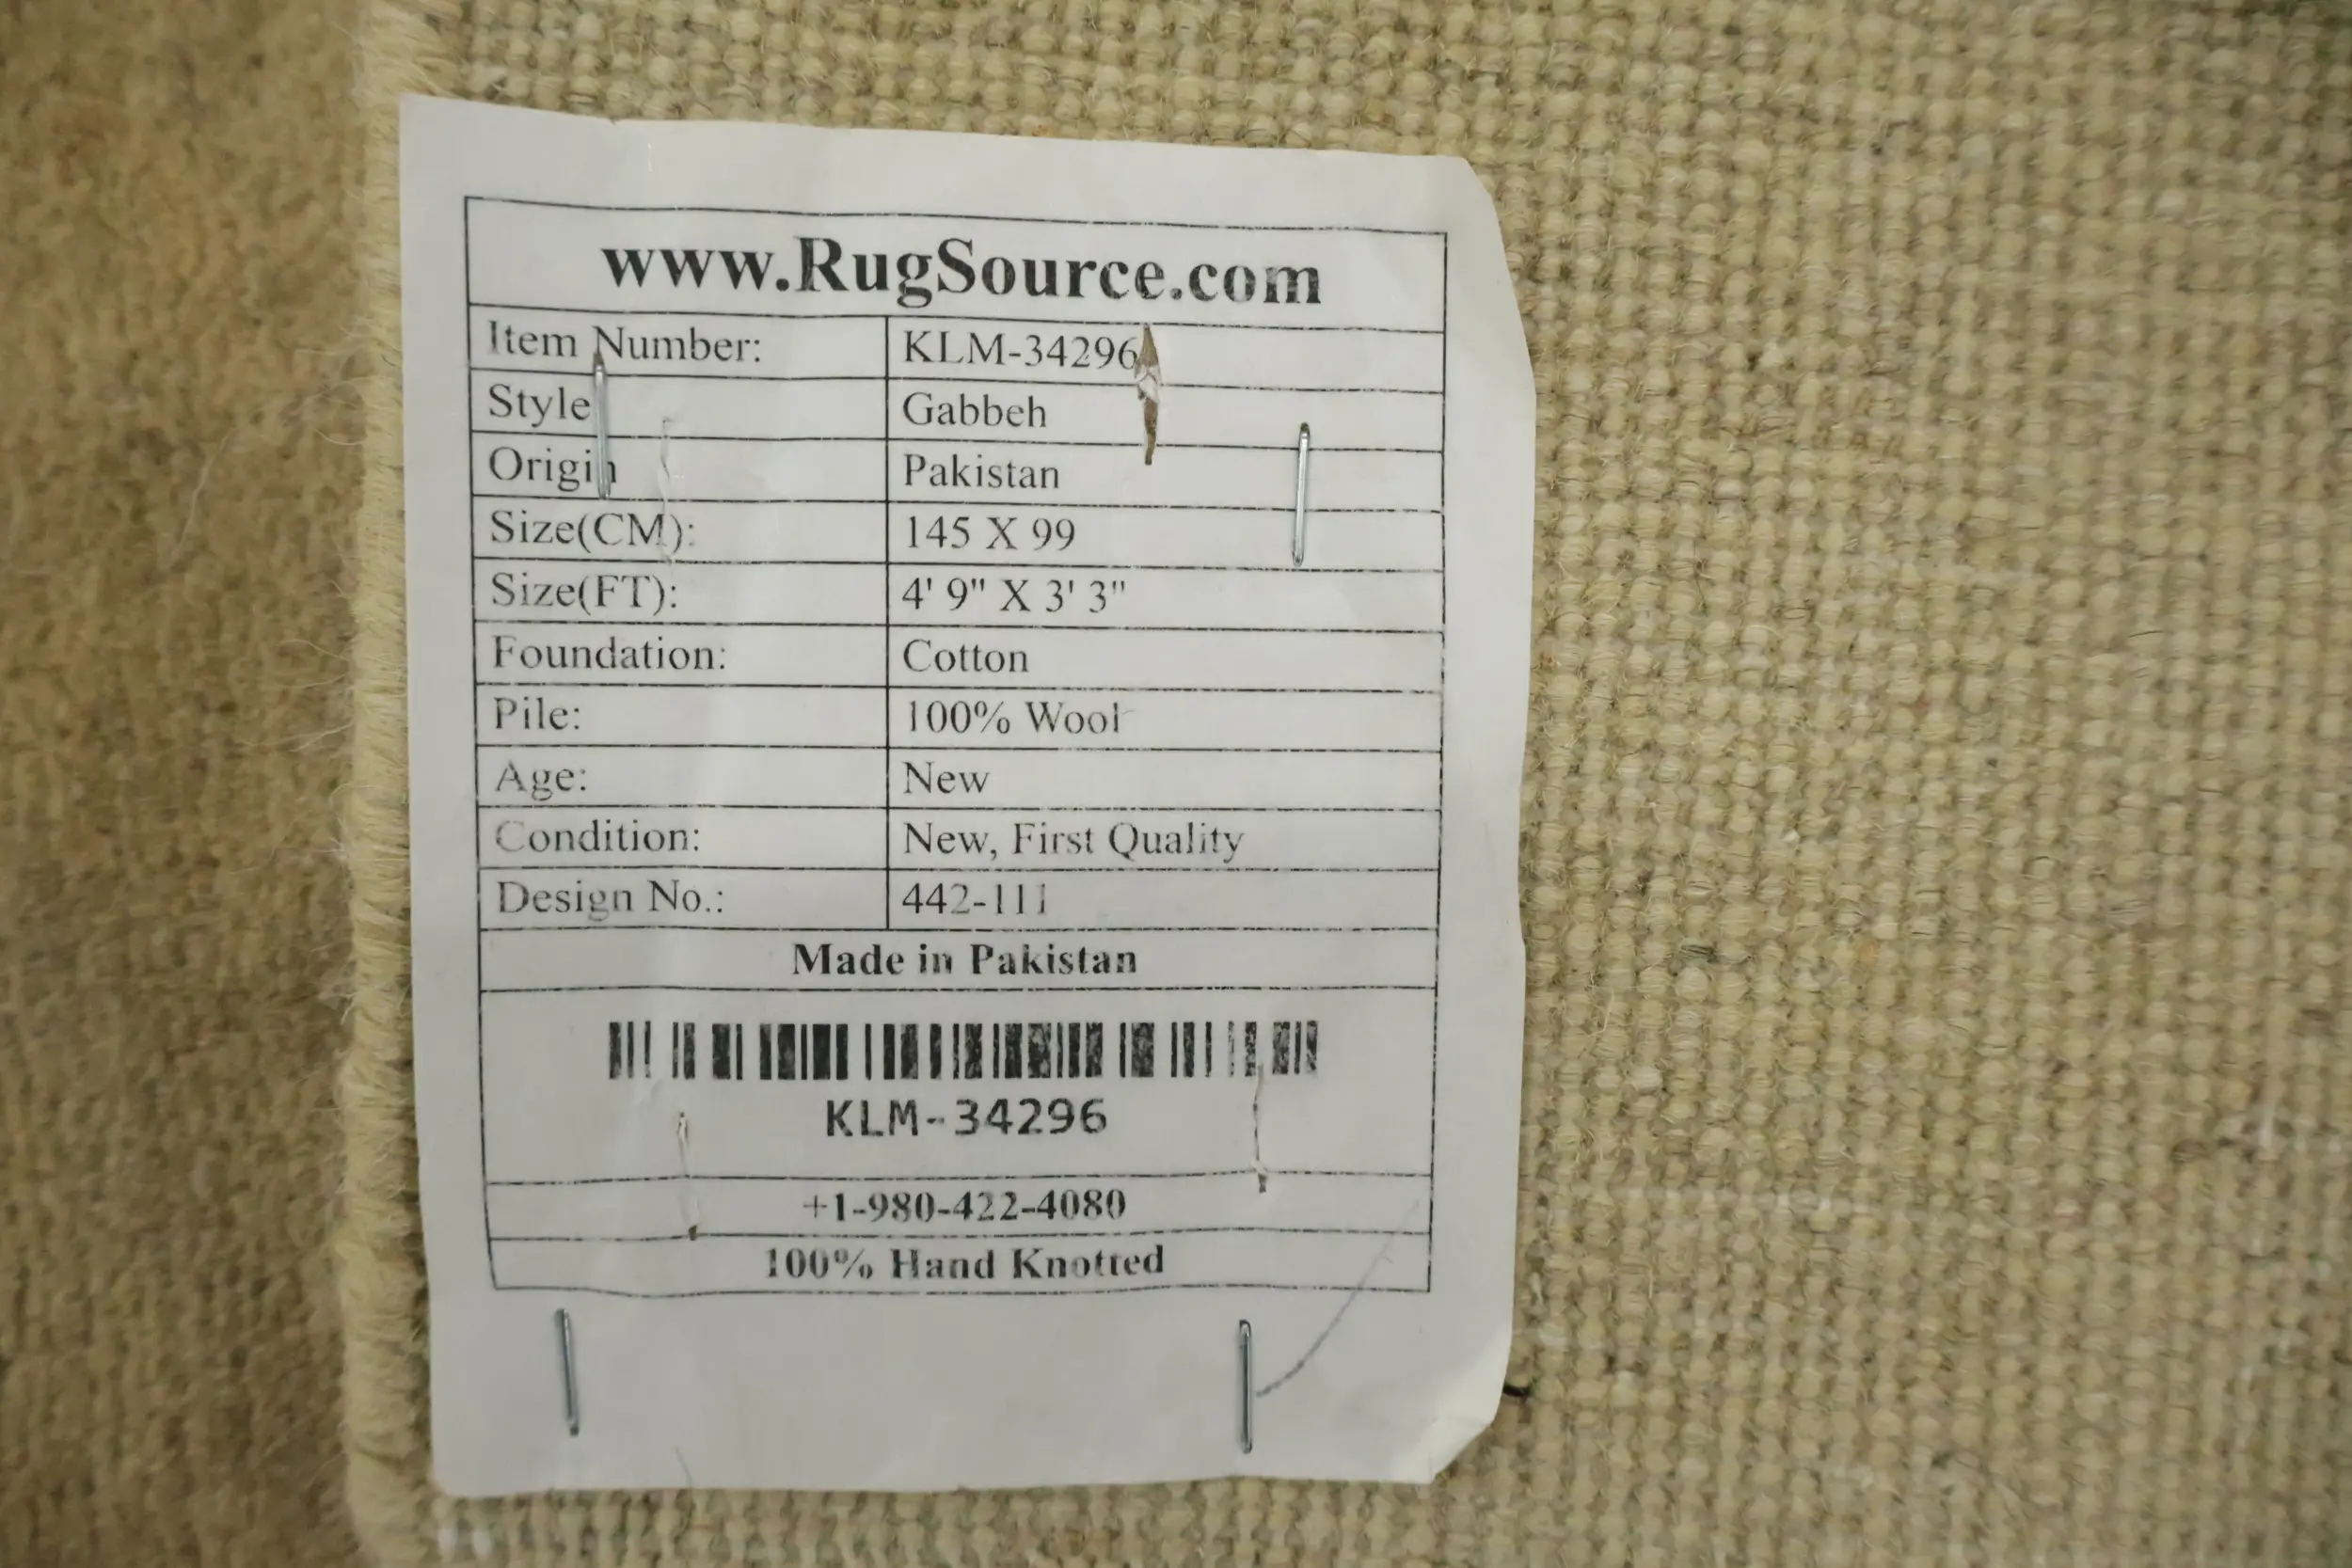 www.RugSource.com
Item Number: KLM-34296
Style Gabbeh
Origin Pakistan
Size(CM): 145 X 99
Size(FT): 4' 9" X 3' 3"
Foundation: Cotton
Pile: 100% Wool
Age: New
Condition: New, First Quality
Design No.: 442-111
Made in Pakistan
KLM-34296
+1-980-422-4080
100% Hand Knotted